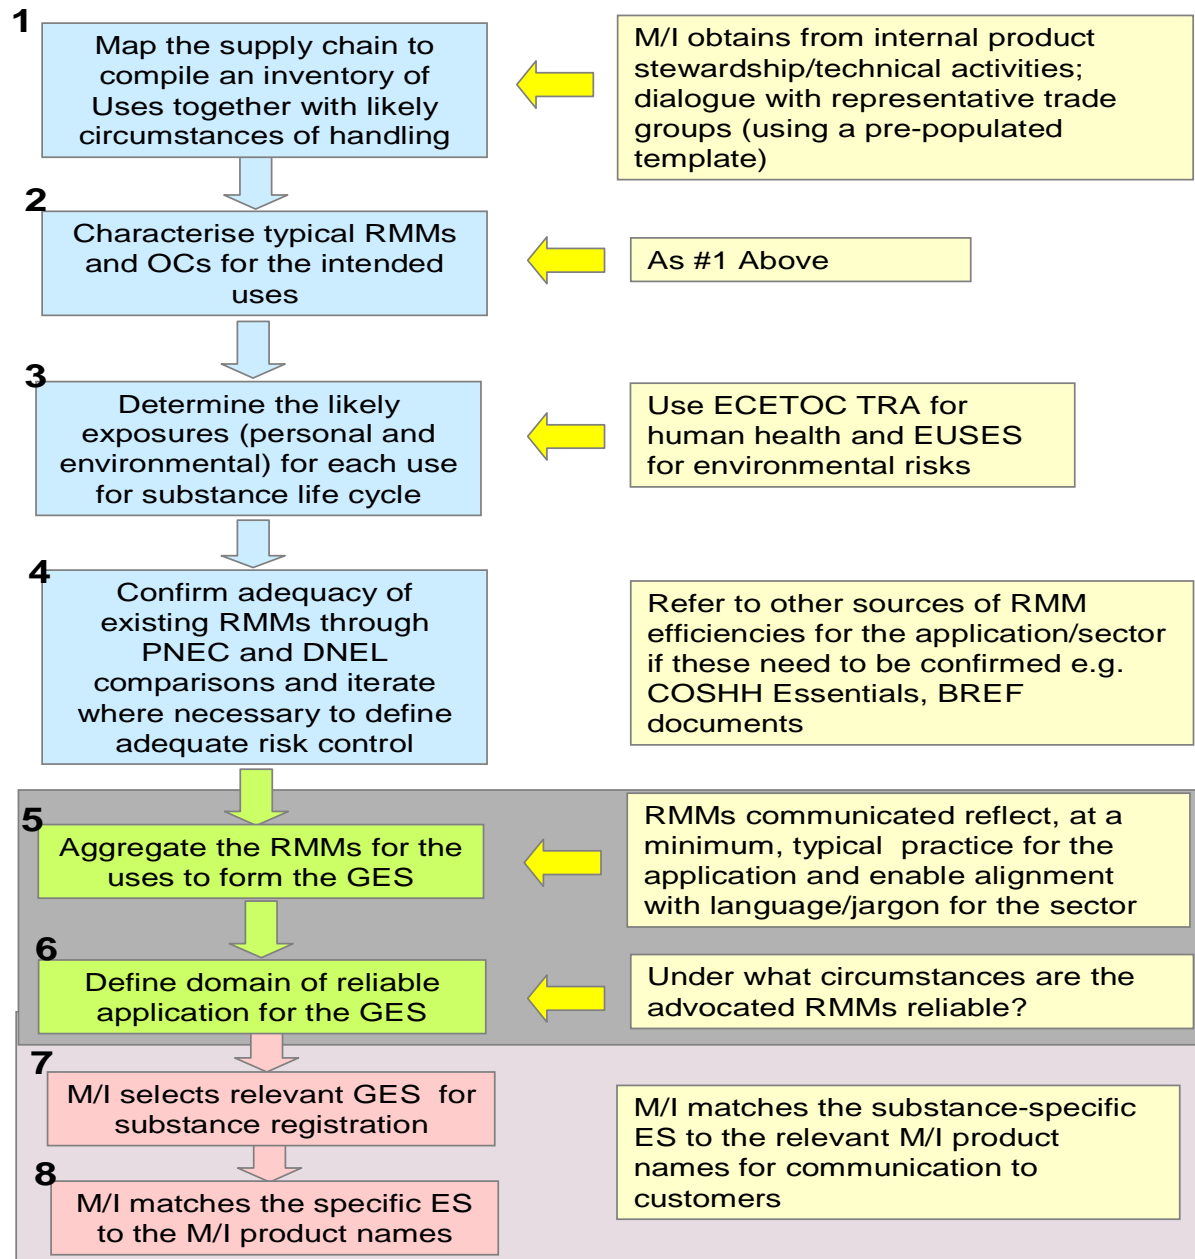 1
Map the supply chain to
compile an inventory of
Uses together with likely
circumstances of handling
M/I obtains from internal product
stewardship/technical activities;
dialogue with representative trade
groups (using a pre-populated
template)
2
Characterise typical RMMs
and OCs for the intended
uses
As #1 Above
3
Determine the likely
exposures (personal and
environmental) for each use
for substance life cycle
Use ECETOC TRA for
human health and EUSES
for environmental risks
4
Confirm adequacy of
existing RMMs through
PNEC and DNEL
comparisons and iterate
where necessary to define
adequate risk control
Refer to other sources of RMM
efficiencies for the application/sector
if these need to be confirmed e.g.
COSHH Essentials, BREF
documents
5
Aggregate the RMMs for the
uses to form the GES
RMMs communicated reflect, at a
minimum, typical practice for the
application and enable alignment
with language/jargon for the sector
6
Define domain of reliable
application for the GES
Under what circumstances are the
advocated RMMs reliable?
7
M/I selects relevant GES for
substance registration
8
M/I matches the specific ES
to the M/I product names
M/I matches the substance-specific
ES to the relevant M/I product
names for communication to
customers